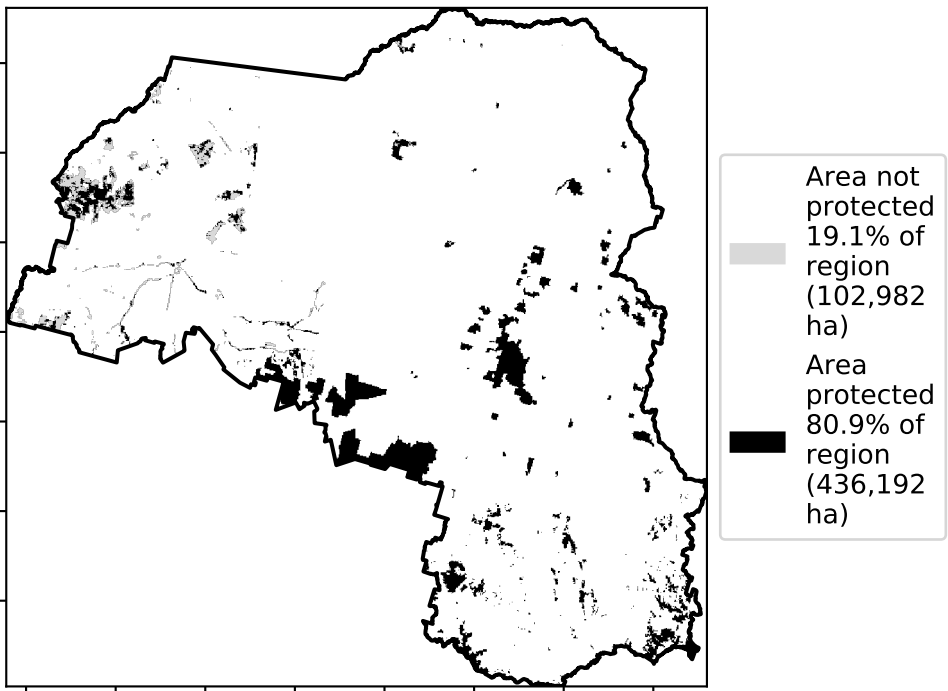 Area not
protected
19.1% of
region
(102,982
ha)
Area
protected
80.9% of
region
(436,192
ha)